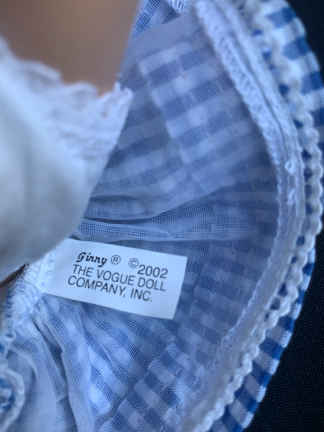 Ginny ® ©2002
THE VOGUE DOLL
COMPANY, INC.